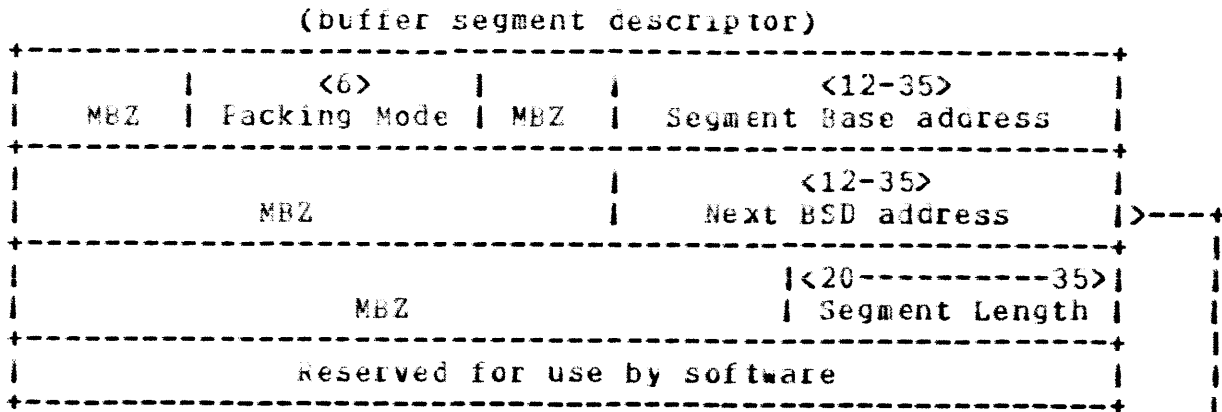 (buffer segment descriptor)
<6> <12-35>
MBZ Packing Mode MBZ Segment Base address
<12-35>
MBZ Next BSD address
<20----------35>
MBZ Segment Length
Reserved for use by software